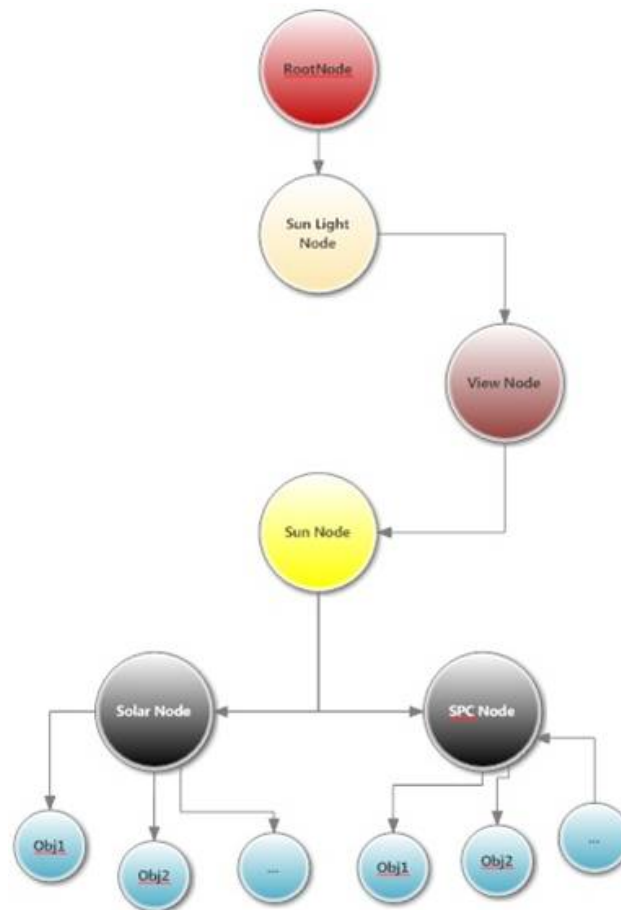 RootNode
Sun Light
Node
View Node
Sun Node
Solar Node
SPC Node
Obj1
Obj2
...
Obj1
Obj2
...